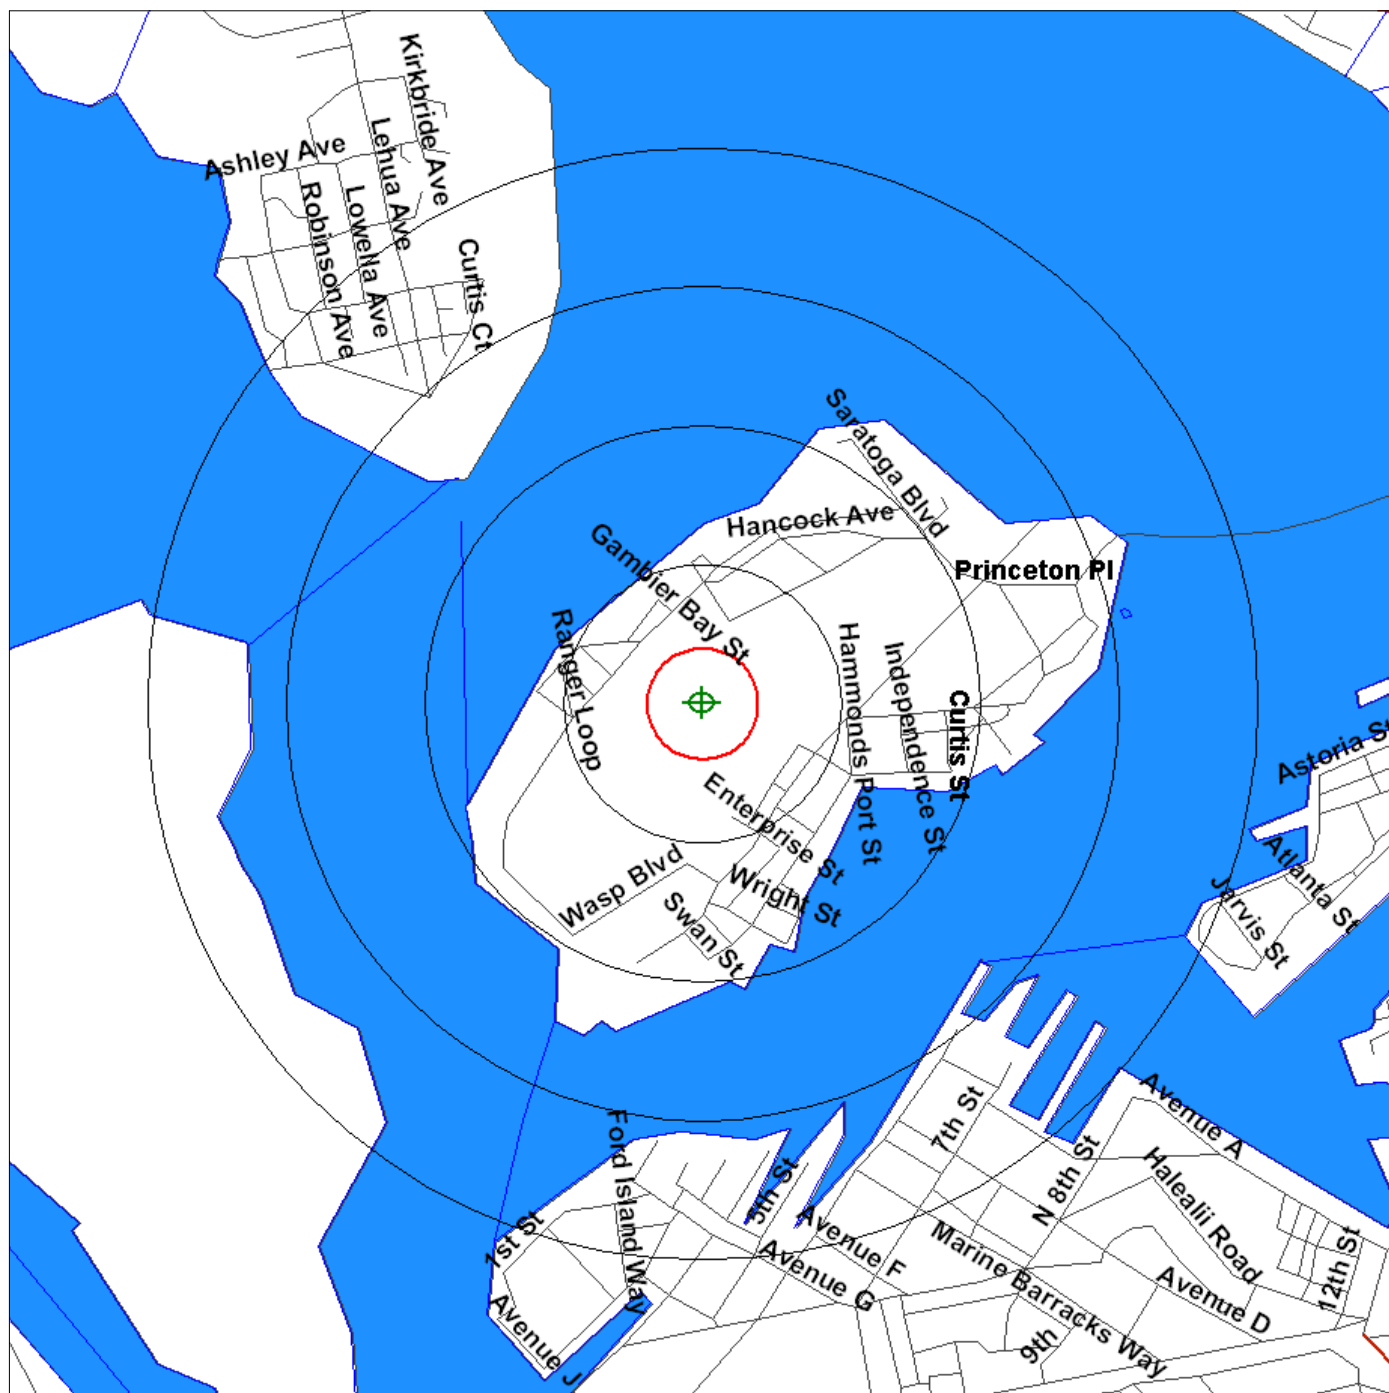 Kirkbride Ave
Lehua Ave
Ashley Ave
Robinson Ave
Lowella Ave
Curtis Ct
Saratoga Blvd
Hancock Ave
Gambier Bay St
Princeton Pl
Ranger Loop
Hammonds Port St
Independence St
Curtis St
Enterprise St
Wasp Blvd
Wright St
Swan St
Astoria St
Atlanta St
Jarvis St
Avenue A
7th St
N 8th St
Halealii Road
Ford Island Way
5th St
1st St
Avenue F
Avenue G
Marine Barracks Way
Avenue D
12th St
9th
Avenue J